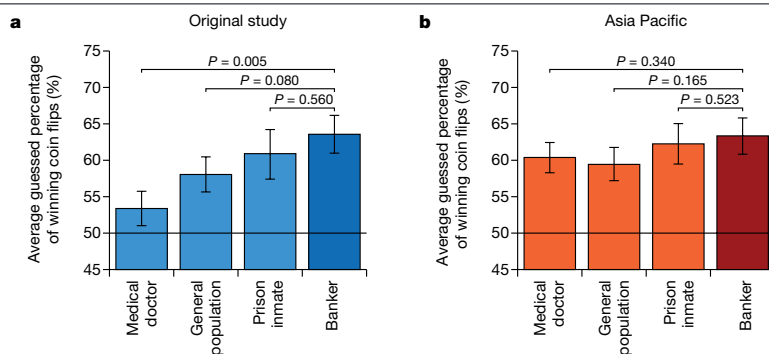 a
Original study
Average guessed percentage
of winning coin flips (%)
75
70
65
60
55
50
45
P = 0.005
P = 0.080
P = 0.560
Medical
doctor
General
population
Prison
inmate
Banker
b
Asia Pacific
Average guessed percentage
of winning coin flips (%)
75
70
65
60
55
50
45
P = 0.340
P = 0.165
P = 0.523
Medical
doctor
General
population
Prison
inmate
Banker